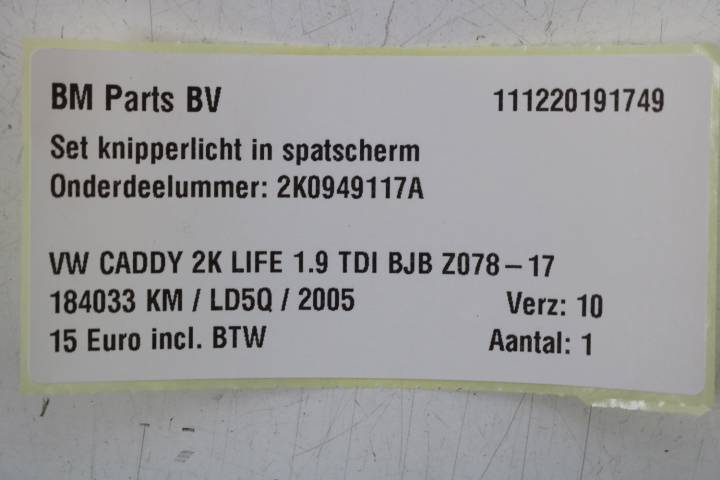 BM Parts BV 111220191749
Set knipperlicht in spatscherm
Onderdeelummer: 2K0949117A
VW CADDY 2K LIFE 1.9 TDI BJB Z078-17
184033 KM / LD5Q / 2005 Verz: 10
15 Euro incl. BTW Aantal: 1